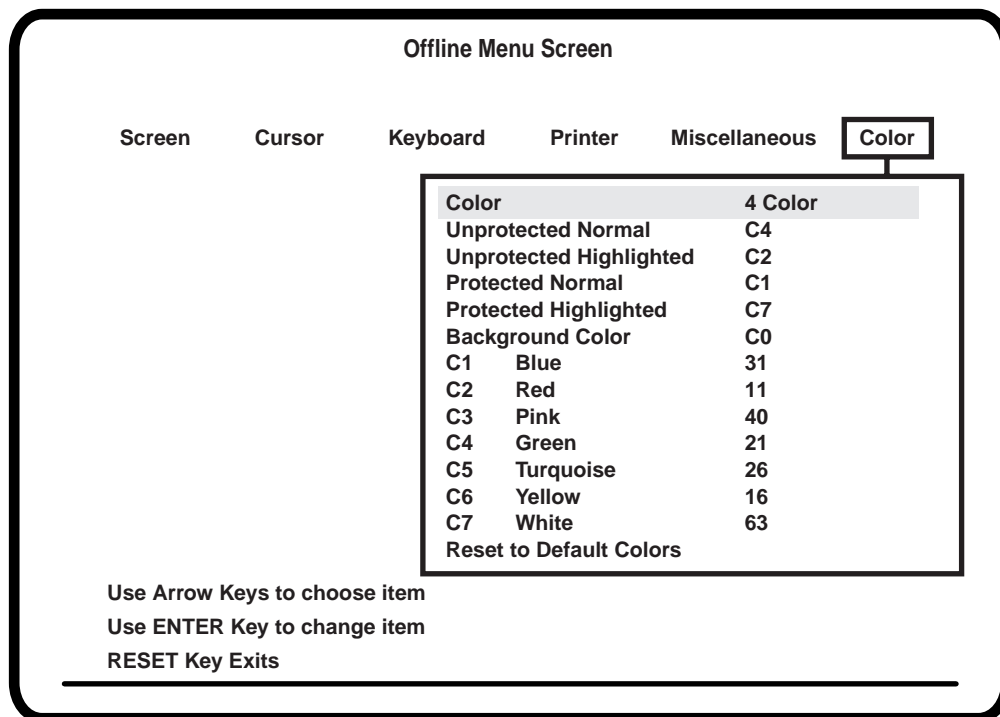 Offline Menu Screen
Screen Cursor Keyboard Printer Miscellaneous Color
Color 4 Color
Unprotected Normal C4
Unprotected Highlighted C2
Protected Normal C1
Protected Highlighted C7
Background Color C0
C1 Blue 31
C2 Red 11
C3 Pink 40
C4 Green 21
C5 Turquoise 26
C6 Yellow 16
C7 White 63
Reset to Default Colors
Use Arrow Keys to choose item
Use ENTER Key to change item
RESET Key Exits